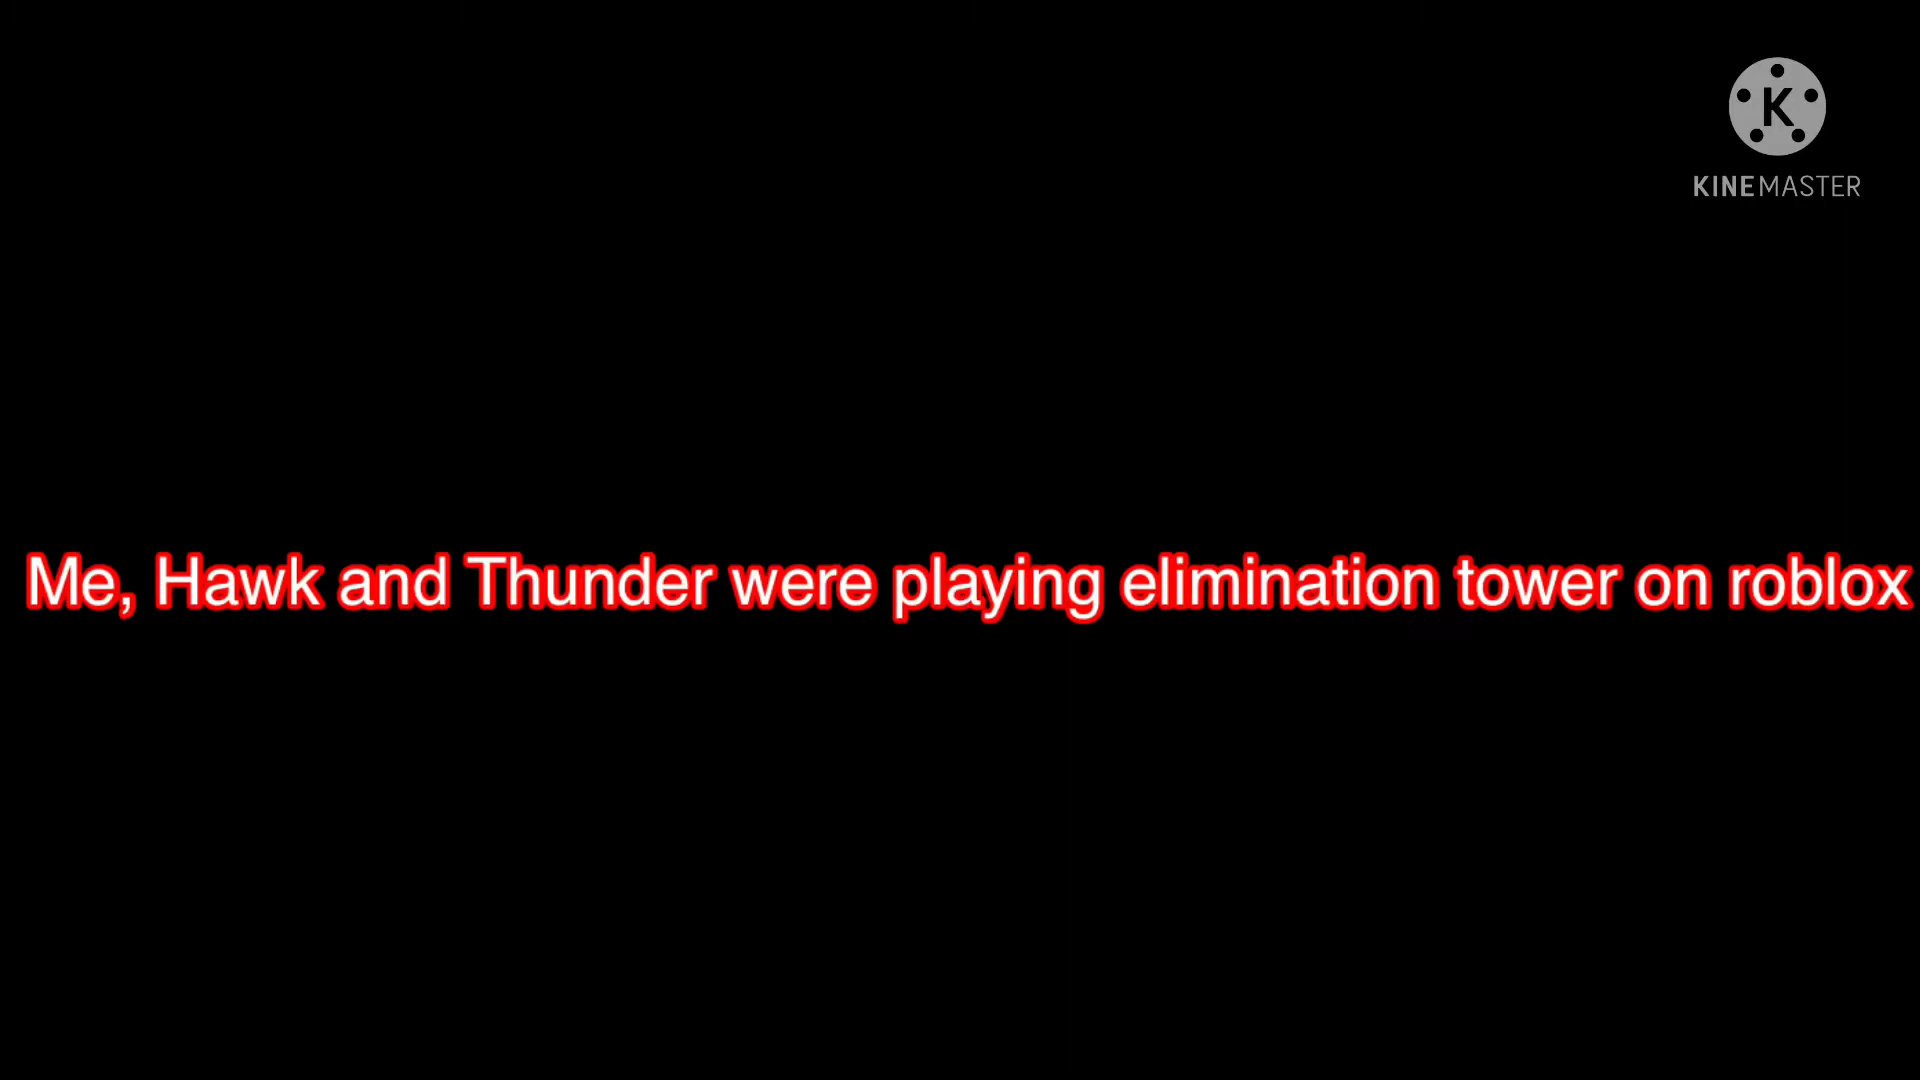 K
KINEMASTER
Me, Hawk and Thunder were playing elimination tower on roblox